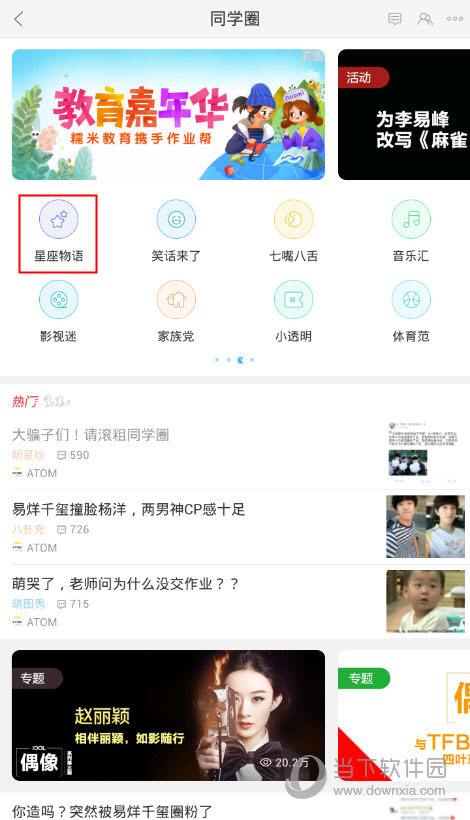 同学圈
广告
教育嘉年华
糯米教育携手作业帮
nuomi
活动
为李易峰
改写《麻雀
星座物语
笑话来了
七嘴八舌
音乐汇
影视迷
家族党
小透明
体育范
热门
大骗子们！请滚粗同学圈
明星粉 590
ATOM
易烊千玺撞脸杨洋，两男神CP感十足
八卦党 726
ATOM
萌哭了，老师问为什么没交作业？？
萌图秀 715
ATOM
专题
赵丽颖
相伴丽颖，如影随行
IDOL
偶像
20.2万
专题
与TFB
四叶
当下软件园
www.downxia.com
你造吗？突然被易烊千玺圈粉了